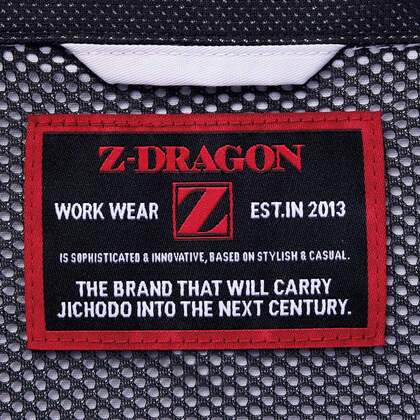 Z-DRAGON
WORK WEAR Z EST.IN 2013
IS SOPHISTICATED & INNOVATIVE, BASED ON STYLISH & CASUAL.
THE BRAND THAT WILL CARRY
JICHODO INTO THE NEXT CENTURY.